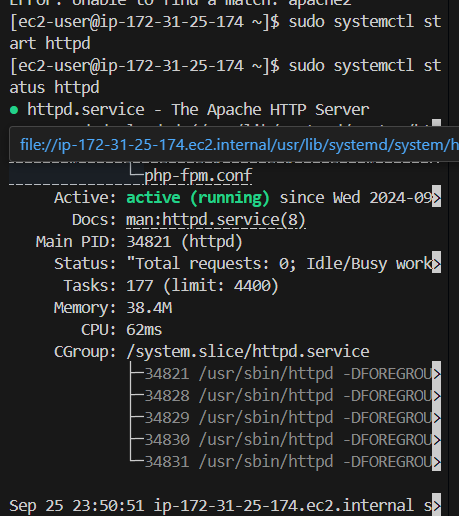 Error: Unable to find a match: apache2
[ec2-user@ip-172-31-25-174 ~]$ sudo systemctl st
art httpd
[ec2-user@ip-172-31-25-174 ~]$ sudo systemctl st
atus httpd
● httpd.service - The Apache HTTP Server
file://ip-172-31-25-174.ec2.internal/usr/lib/systemd/system/h
└─php-fpm.conf
Active: active (running) since Wed 2024-09>
Docs: man:httpd.service(8)
Main PID: 34821 (httpd)
Status: "Total requests: 0; Idle/Busy work>
Tasks: 177 (limit: 4400)
Memory: 38.4M
CPU: 62ms
CGroup: /system.slice/httpd.service
├─34821 /usr/sbin/httpd -DFOREGROU>
├─34828 /usr/sbin/httpd -DFOREGROU>
├─34829 /usr/sbin/httpd -DFOREGROU>
├─34830 /usr/sbin/httpd -DFOREGROU>
└─34831 /usr/sbin/httpd -DFOREGROU>
Sep 25 23:50:51 ip-172-31-25-174.ec2.internal s>